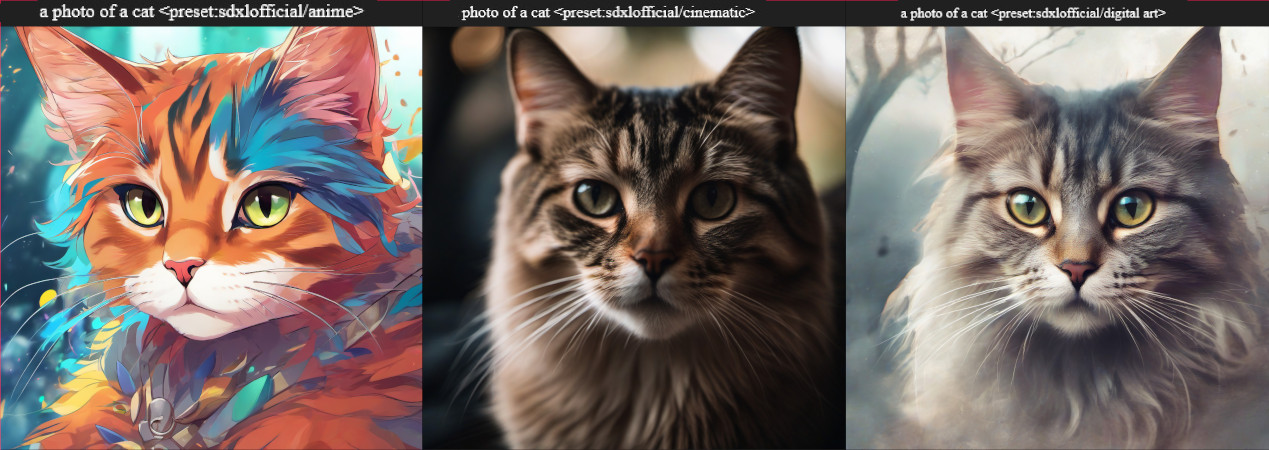 a photo of a cat <preset:sdxlofficial/anime>
photo of a cat <preset:sdxlofficial/cinematic>
a photo of a cat <preset:sdxlofficial/digital art>